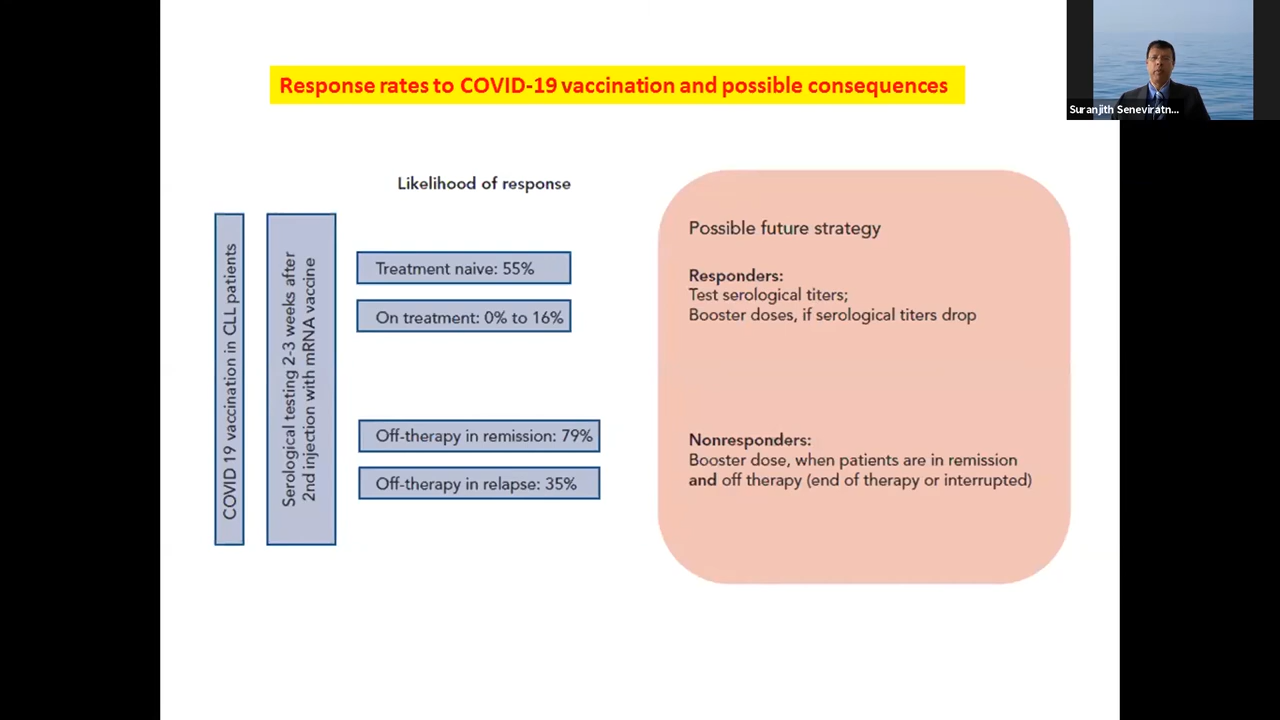 Response rates to COVID-19 vaccination and possible consequences
Suranjith Seneviratn...
COVID 19 vaccination in CLL patients
Serological testing 2-3 weeks after
2nd injection with mRNA vaccine
Likelihood of response
Treatment naive: 55%
On treatment: 0% to 16%
Off-therapy in remission: 79%
Off-therapy in relapse: 35%
Possible future strategy
Responders:
Test serological titers;
Booster doses, if serological titers drop
Nonresponders:
Booster dose, when patients are in remission
and off therapy (end of therapy or interrupted)